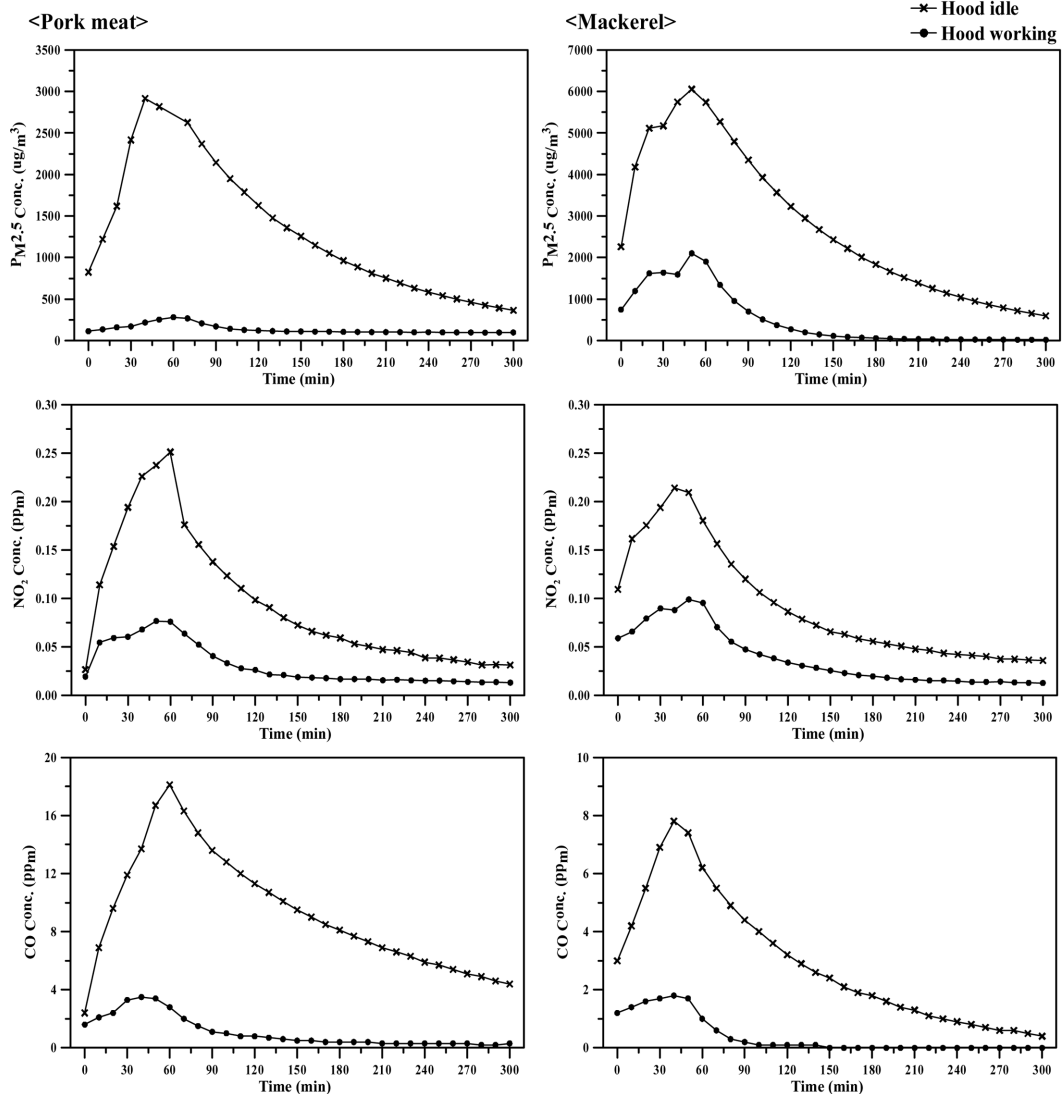 <Pork meat>
<Mackerel>
Hood idle
Hood working
3500
3000
2500
2000
1500
1000
500
0
PM2.5 Conc. (ug/m3)
0 30 60 90 120 150 180 210 240 270 300
Time (min)
7000
6000
5000
4000
3000
2000
1000
0
PM2.5 Conc. (ug/m3)
0 30 60 90 120 150 180 210 240 270 300
Time (min)
0.30
0.25
0.20
0.15
0.10
0.05
0.00
NO2 Conc. (ppm)
0 30 60 90 120 150 180 210 240 270 300
Time (min)
0.30
0.25
0.20
0.15
0.10
0.05
0.00
NO2 Conc. (ppm)
0 30 60 90 120 150 180 210 240 270 300
Time (min)
20
16
12
8
4
0
CO Conc. (ppm)
0 30 60 90 120 150 180 210 240 270 300
Time (min)
10
8
6
4
2
0
CO Conc. (ppm)
0 30 60 90 120 150 180 210 240 270 300
Time (min)